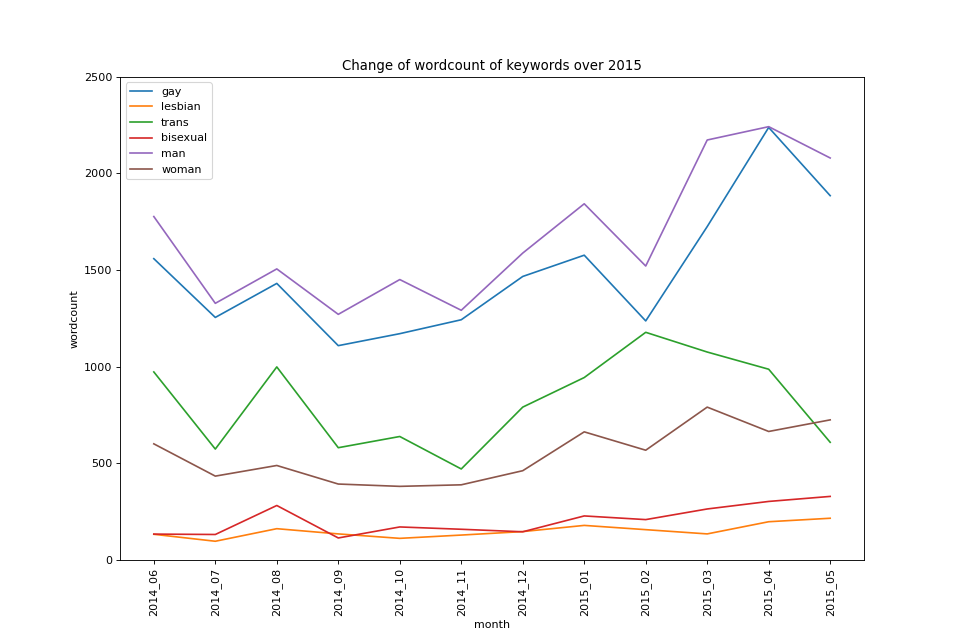 Change of wordcount of keywords over 2015
2500
2000
1500
1000
500
0
wordcount
gay
lesbian
trans
bisexual
man
woman
2014_06
2014_07
2014_08
2014_09
2014_10
2014_11
2014_12
2015_01
2015_02
2015_03
2015_04
2015_05
month